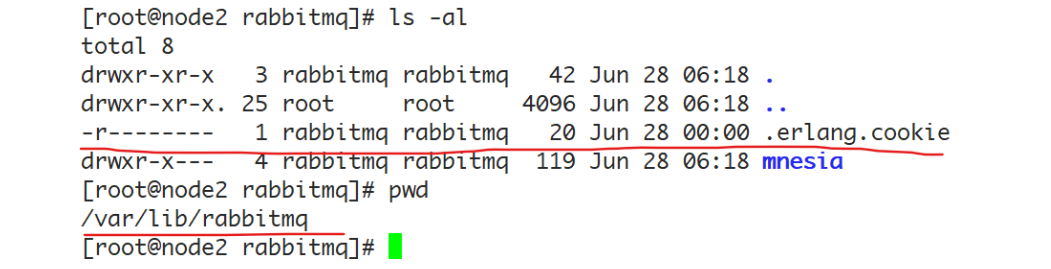 [root@node2 rabbitmq]# ls -al
total 8
drwxr-xr-x   3 rabbitmq rabbitmq   42 Jun 28 06:18 .
drwxr-xr-x. 25 root     root     4096 Jun 28 06:18 ..
-r--------   1 rabbitmq rabbitmq   20 Jun 28 00:00 .erlang.cookie
drwxr-x---   4 rabbitmq rabbitmq  119 Jun 28 06:18 mnesia
[root@node2 rabbitmq]# pwd
/var/lib/rabbitmq
[root@node2 rabbitmq]#